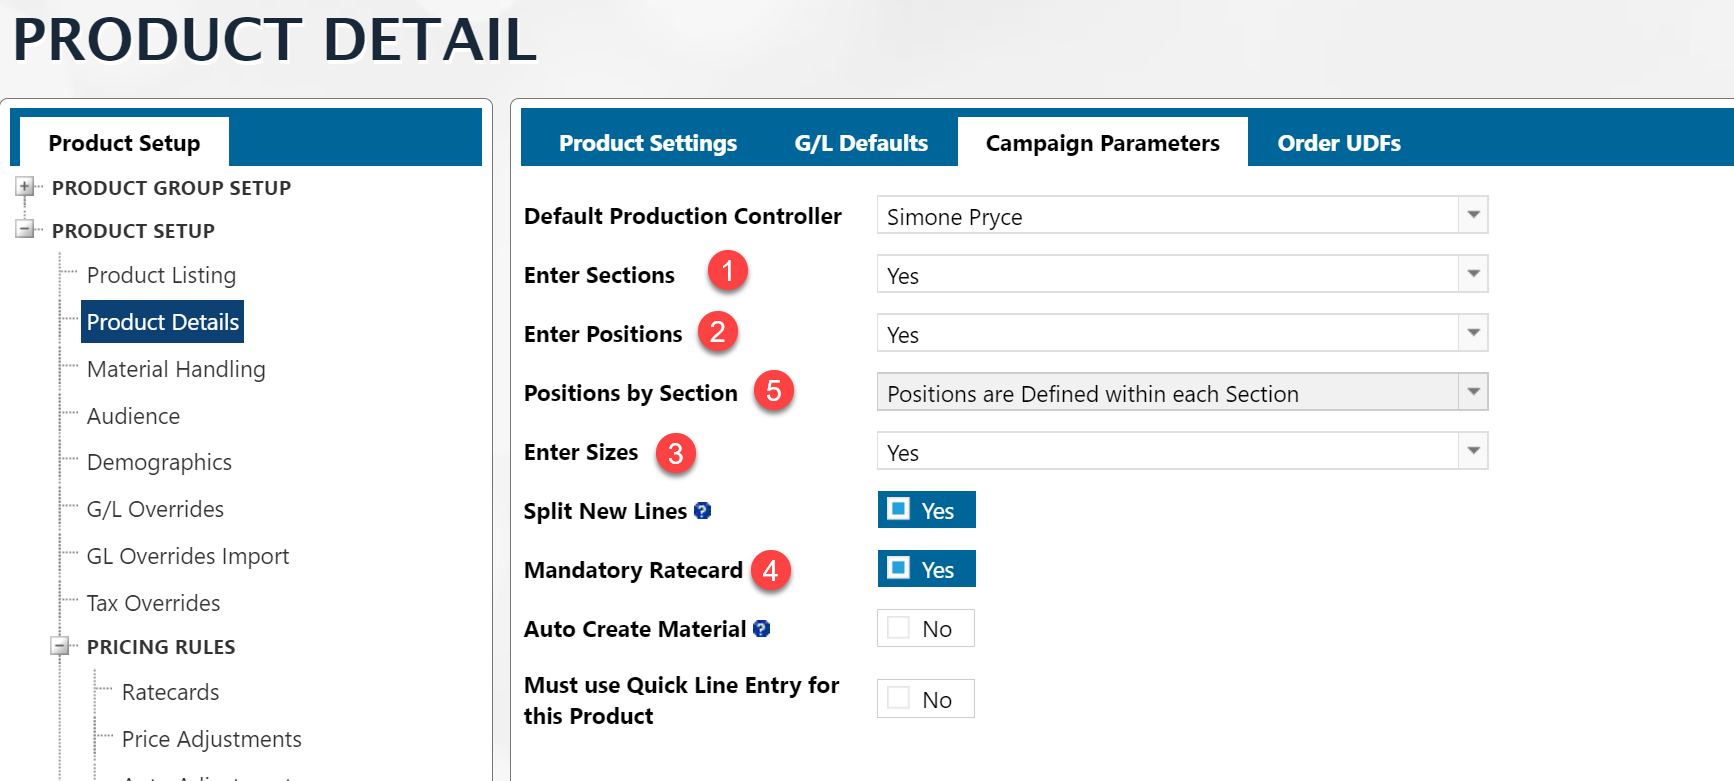 PRODUCT DETAIL
Product Setup
PRODUCT GROUP SETUP
PRODUCT SETUP
Product Listing
Product Details
Material Handling
Audience
Demographics
G/L Overrides
GL Overrides Import
Tax Overrides
PRICING RULES
Ratecards
Price Adjustments
Product Settings G/L Defaults Campaign Parameters Order UDFs
Default Production Controller Simone Pryce
Enter Sections 1 Yes
Enter Positions 2 Yes
Positions by Section 5 Positions are Defined within each Section
Enter Sizes 3 Yes
Split New Lines ? Yes
Mandatory Ratecard 4 Yes
Auto Create Material ? No
Must use Quick Line Entry for
this Product No